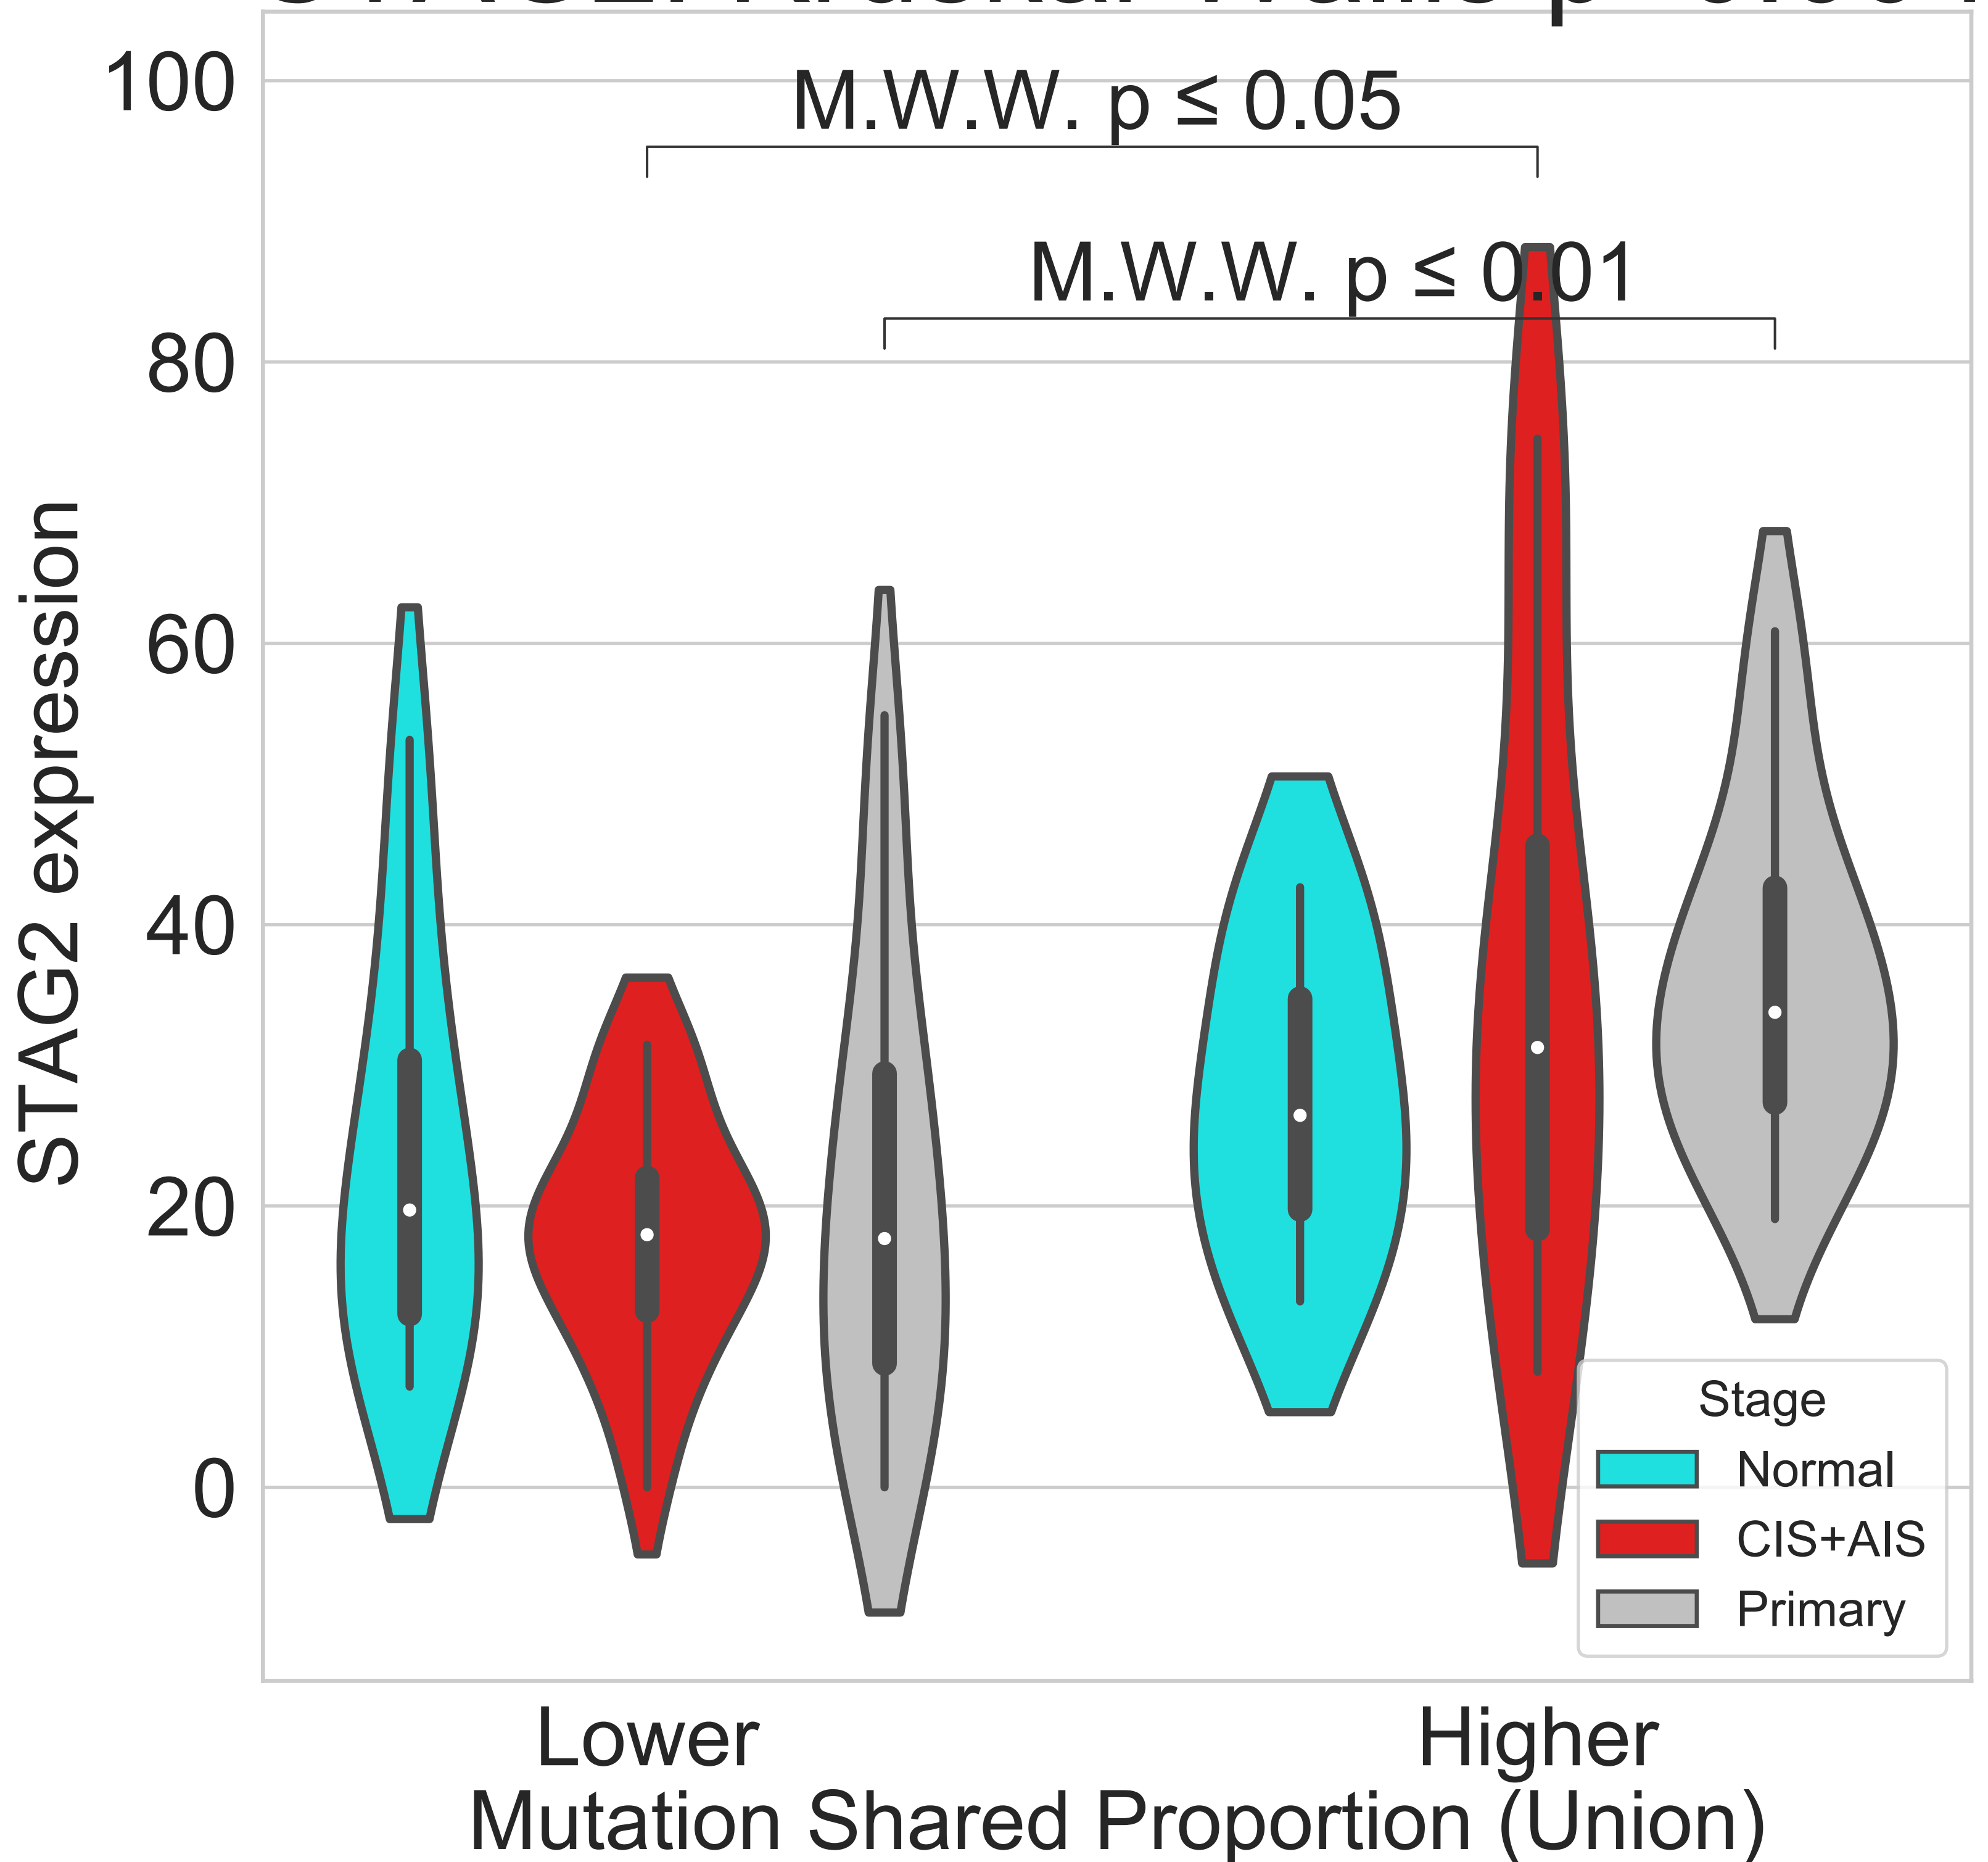 100
M.W.W. p ≤ 0.05
M.W.W. p ≤ 0.01
80
60
40
20
0
STAG2 expression
Stage
Normal
CIS+AIS
Primary
Lower
Higher
Mutation Shared Proportion (Union)